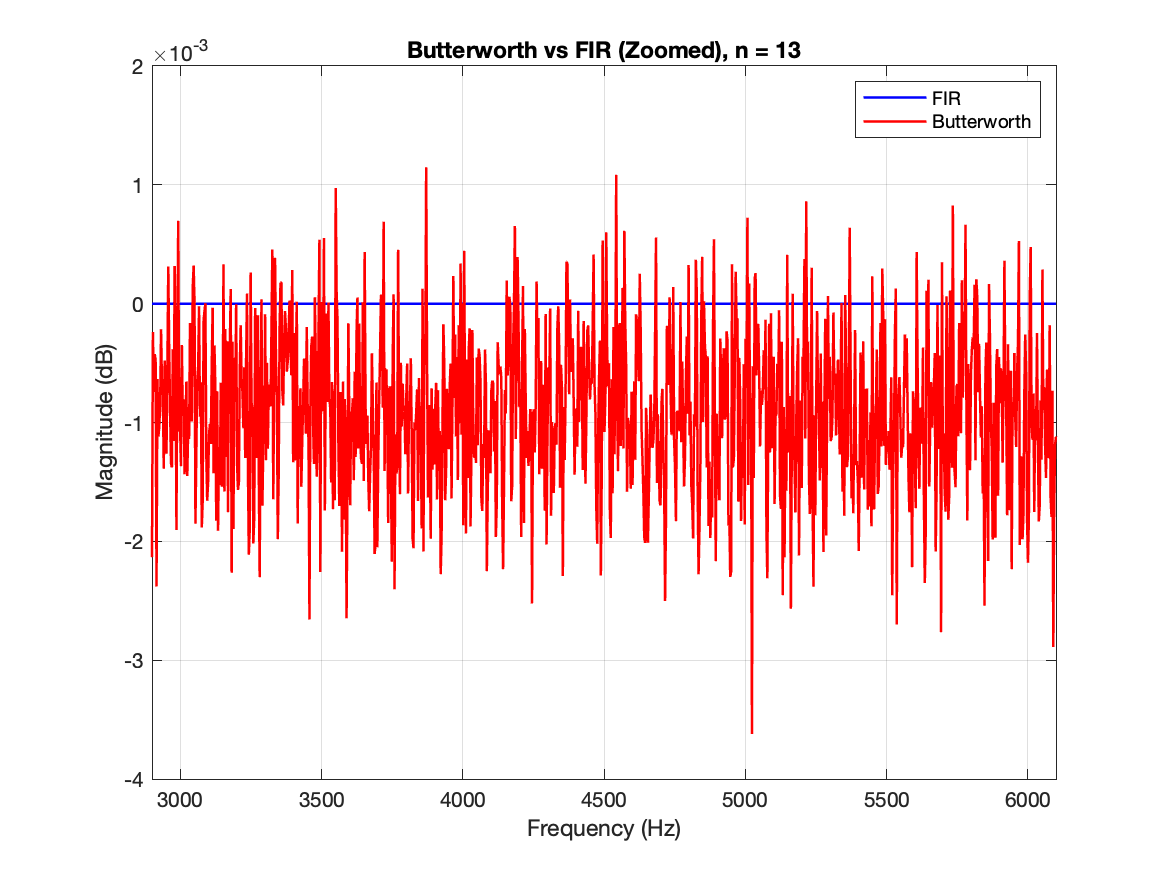 Butterworth vs FIR (Zoomed), n = 13
×10⁻³
FIR
Butterworth
2
1
0
-1
-2
-3
-4
Magnitude (dB)
3000 3500 4000 4500 5000 5500 6000
Frequency (Hz)